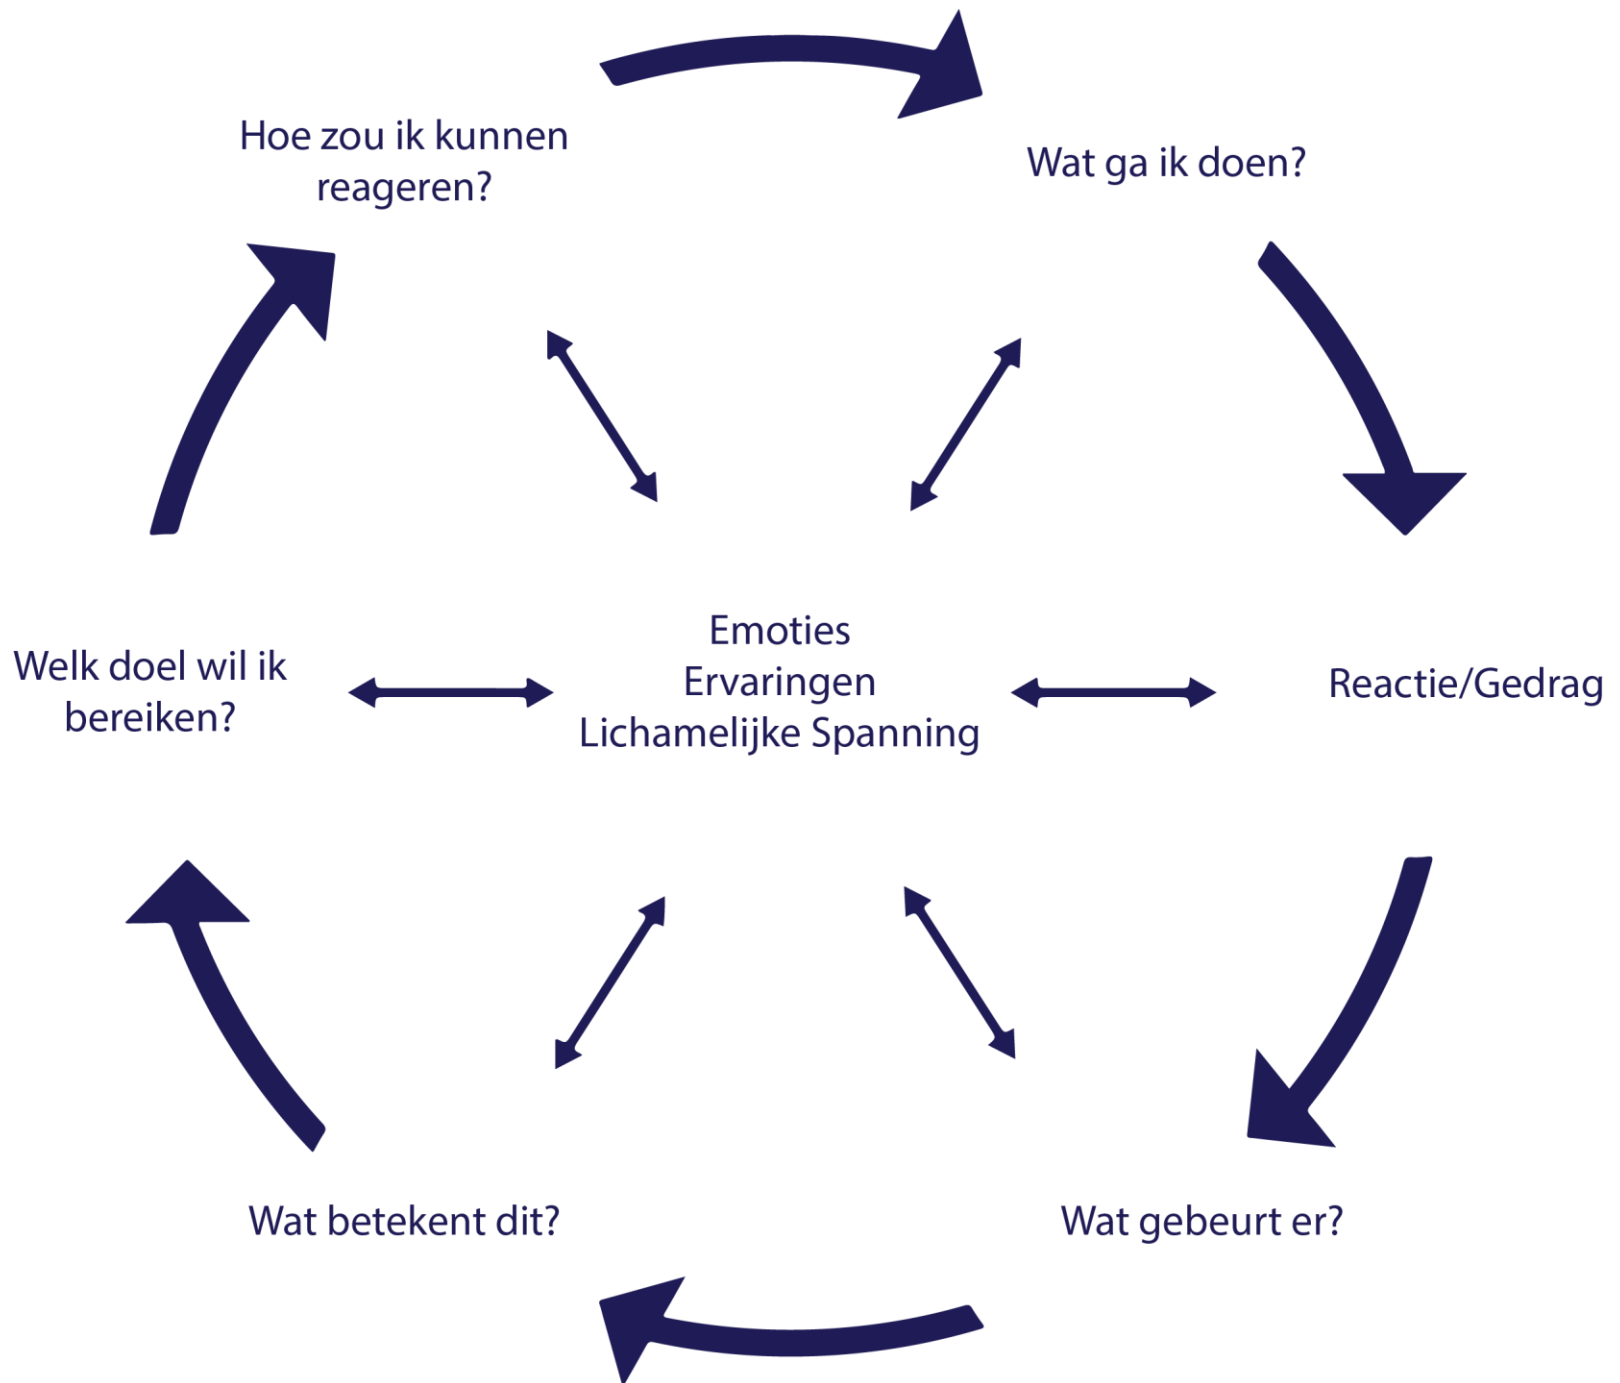 Hoe zou ik kunnen
reageren?
Wat ga ik doen?
Welk doel wil ik
bereiken?
Emoties
Ervaringen
Lichamelijke Spanning
Reactie/Gedrag
Wat betekent dit?
Wat gebeurt er?